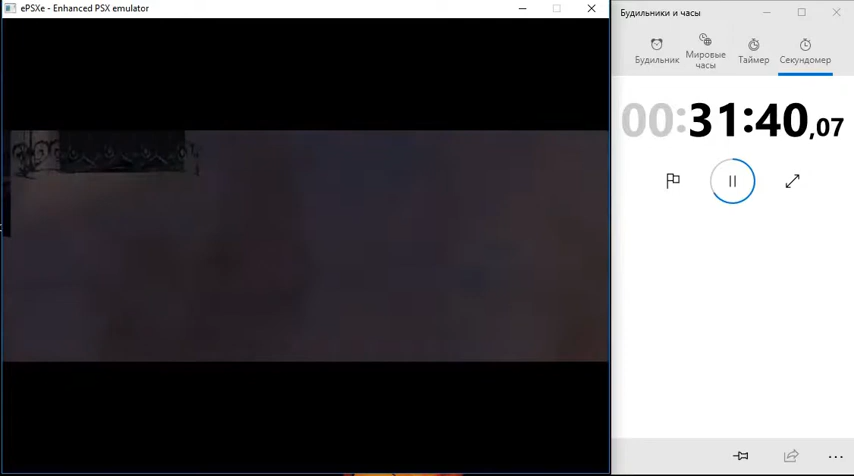 ePSXe - Enhanced PSX emulator
Будильники и часы
Будильник
Мировые часы
Таймер
Секундомер
00:31:40,07